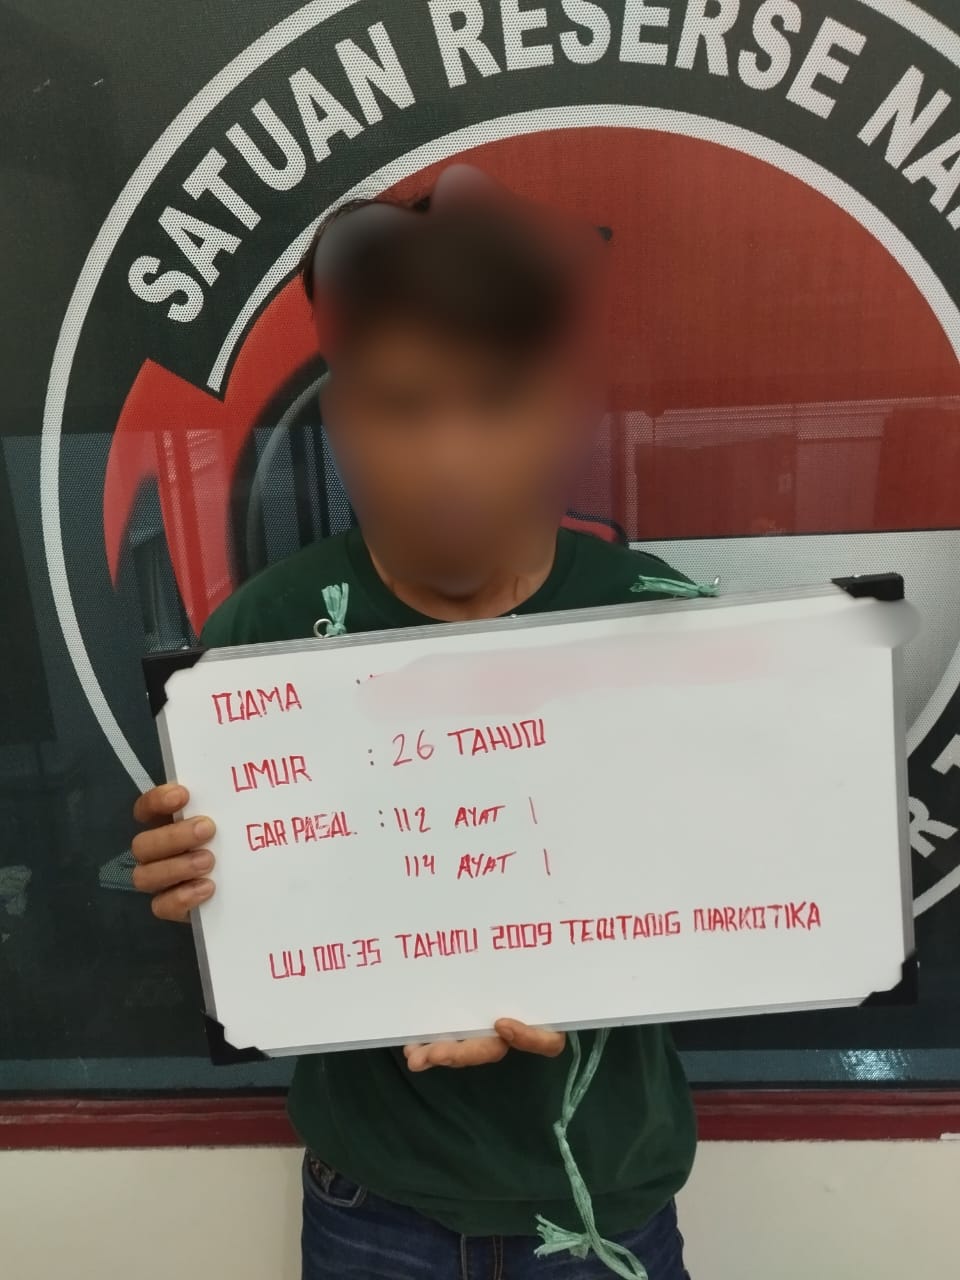 SATUAN RESERSE NA
NAMA :
UMUR : 26 TAHUN
GAR PASAL : 112 AYAT 1
114 AYAT 1
UU NO. 35 TAHUN 2009 TENTANG NARKOTIKA